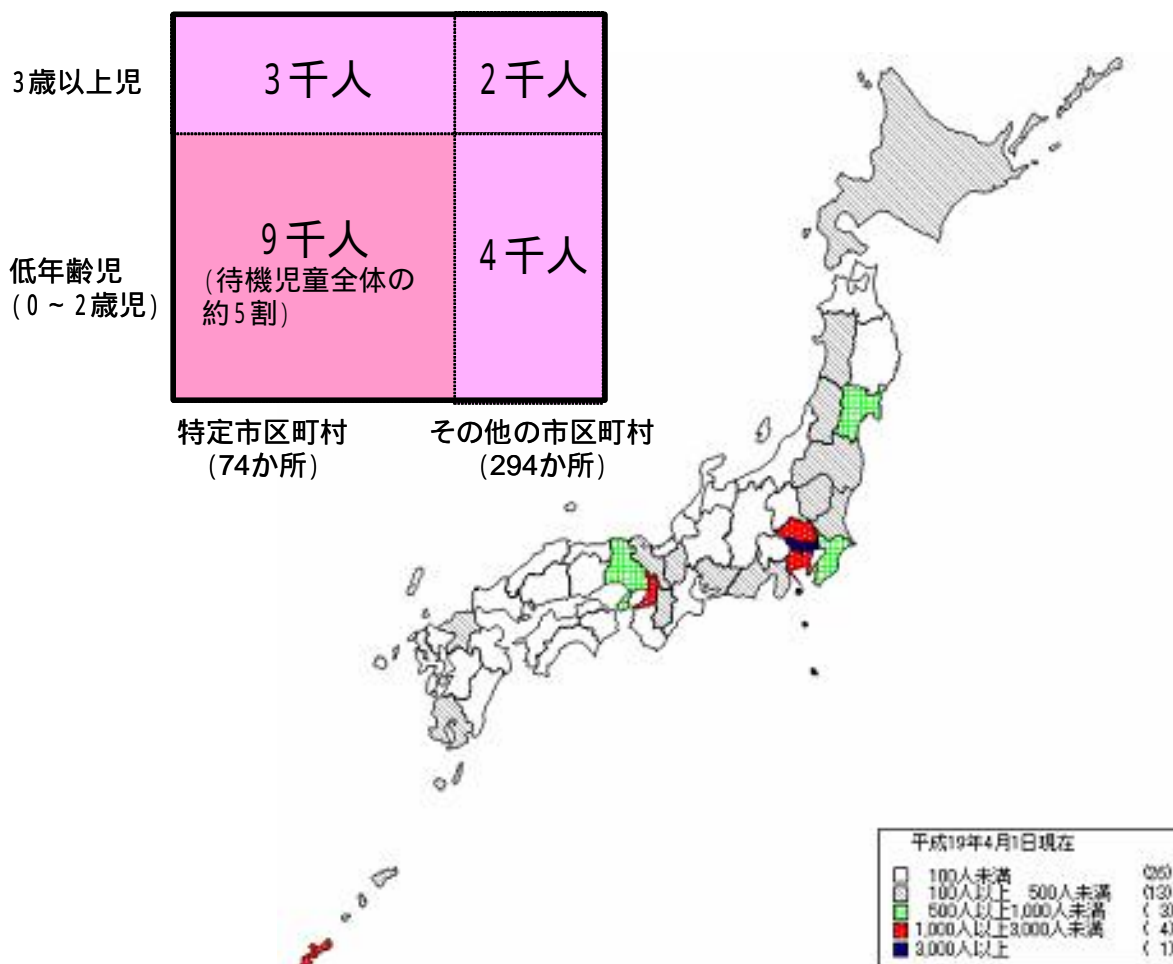 3歳以上児
3千人
2千人
低年齢児
(0～2歳児)
9千人
(待機児童全体の
約5割)
4千人
特定市区町村
(74か所)
その他の市区町村
(294か所)
平成19年4月1日現在
100人未満 (26)
100人以上 500人未満 (13)
500人以上1,000人未満 ( 3)
1,000人以上3,000人未満 ( 4)
3,000人以上 ( 1)